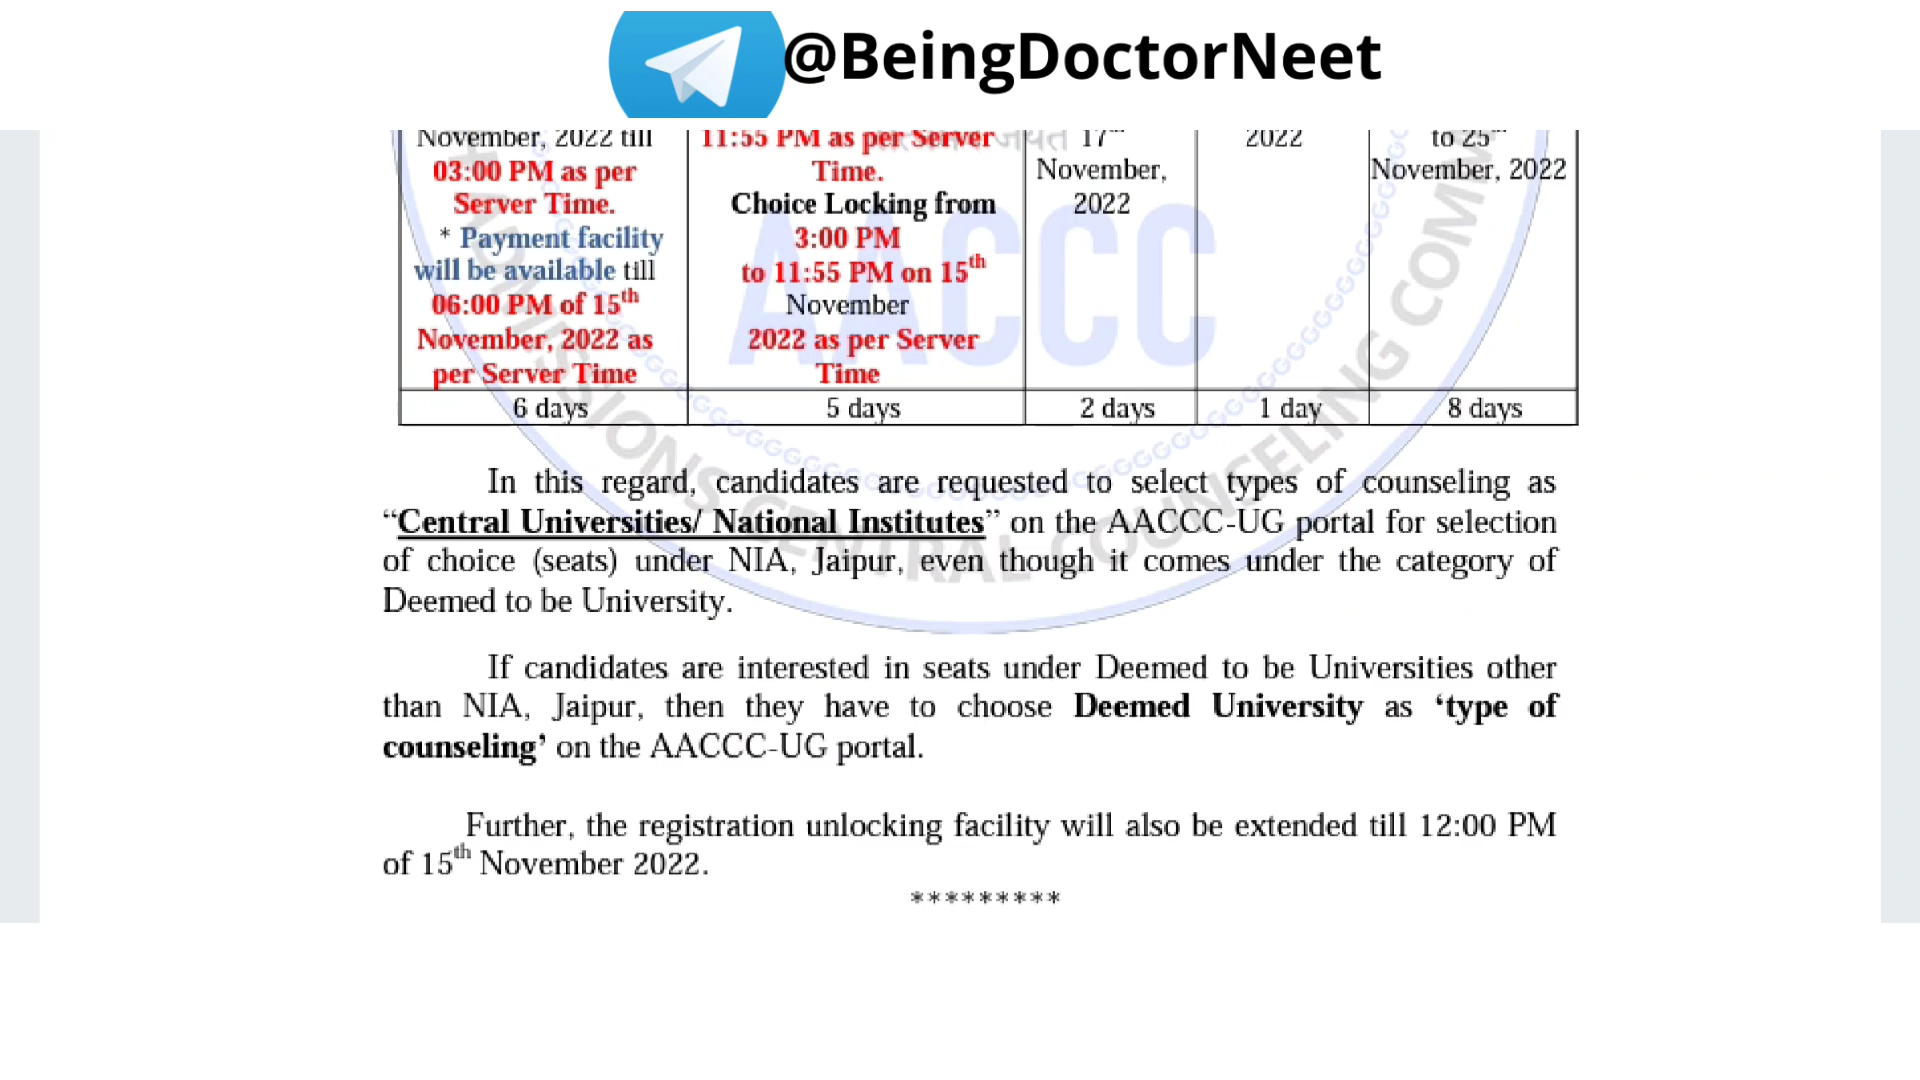 @BeingDoctorNeet
November, 2022 till
03:00 PM as per
Server Time.
* Payment facility
will be available till
06:00 PM of 15th
November, 2022 as
per Server Time
11:55 PM as per Server
Time.
Choice Locking from
3:00 PM
to 11:55 PM on 15th
November
2022 as per Server
Time
17th
November,
2022
2022
to 25th
November, 2022
6 days
5 days
2 days
1 day
8 days
AACCC
In this regard, candidates are requested to select types of counseling as
“Central Universities/ National Institutes” on the AACCC-UG portal for selection
of choice (seats) under NIA, Jaipur, even though it comes under the category of
Deemed to be University.
If candidates are interested in seats under Deemed to be Universities other
than NIA, Jaipur, then they have to choose Deemed University as ‘type of
counseling’ on the AACCC-UG portal.
Further, the registration unlocking facility will also be extended till 12:00 PM
of 15th November 2022.
*********